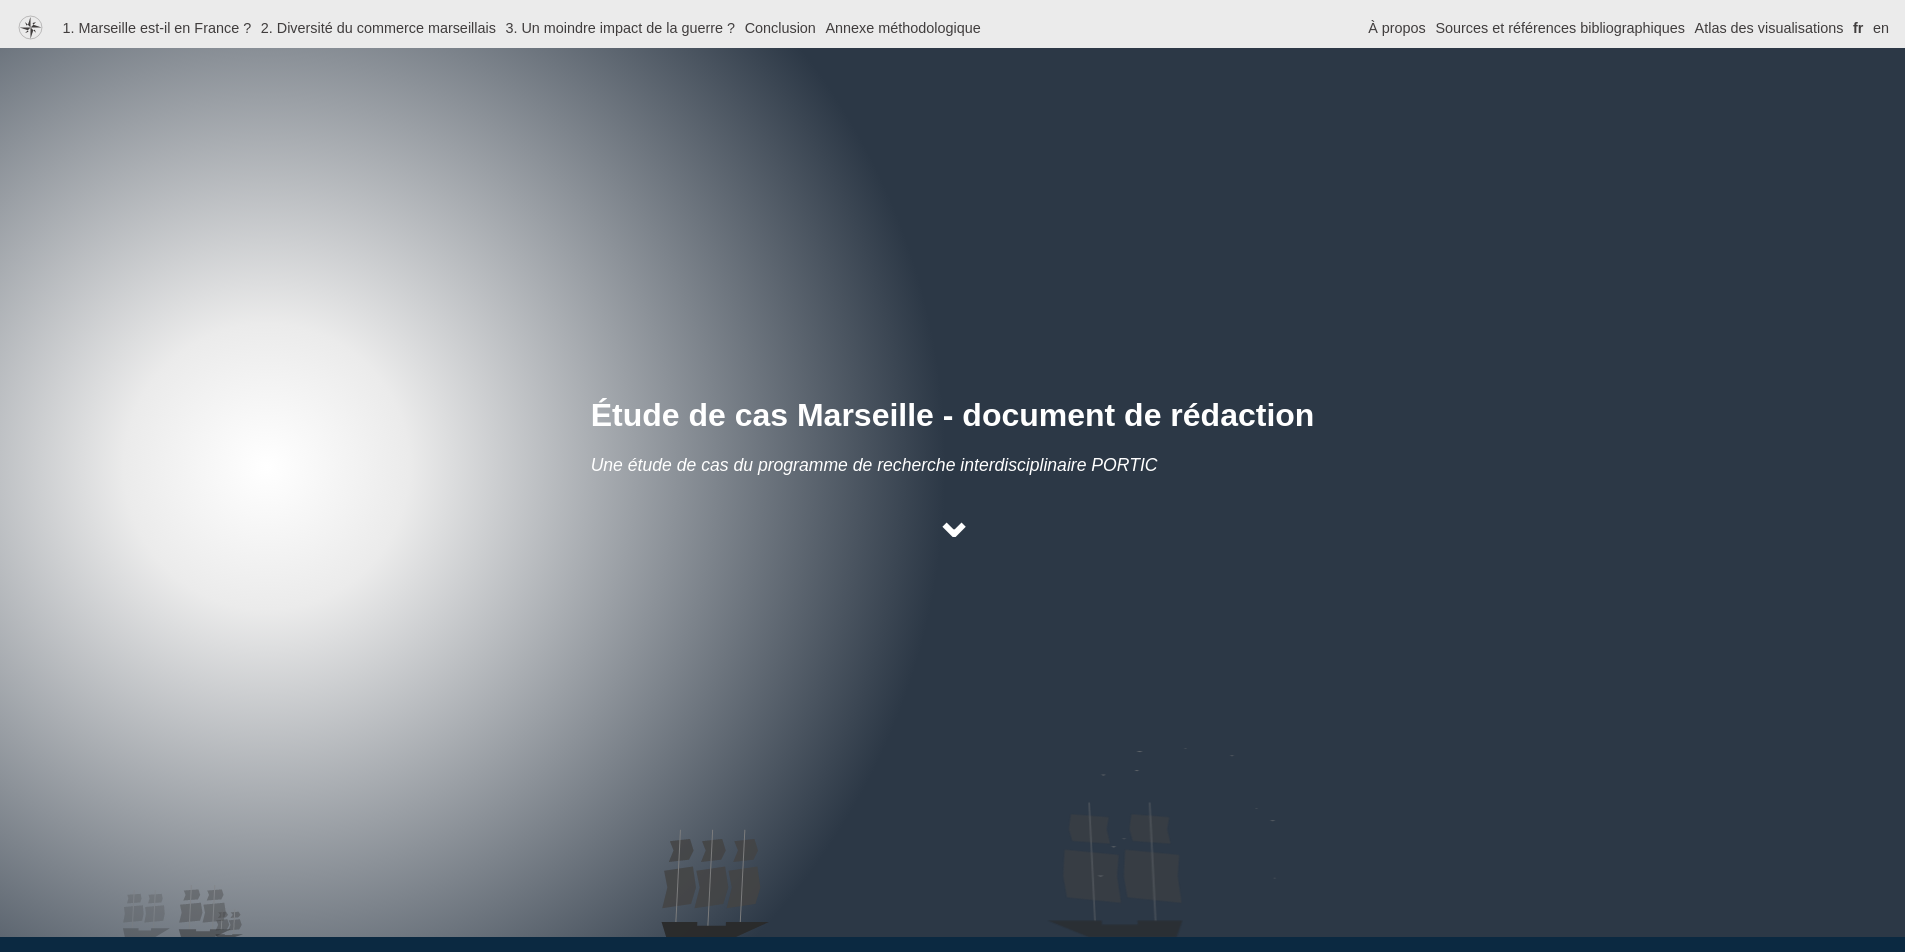 1. Marseille est-il en France ? 2. Diversité du commerce marseillais 3. Un moindre impact de la guerre ? Conclusion Annexe méthodologique À propos Sources et références bibliographiques Atlas des visualisations fr en
Étude de cas Marseille - document de rédaction
Une étude de cas du programme de recherche interdisciplinaire PORTIC